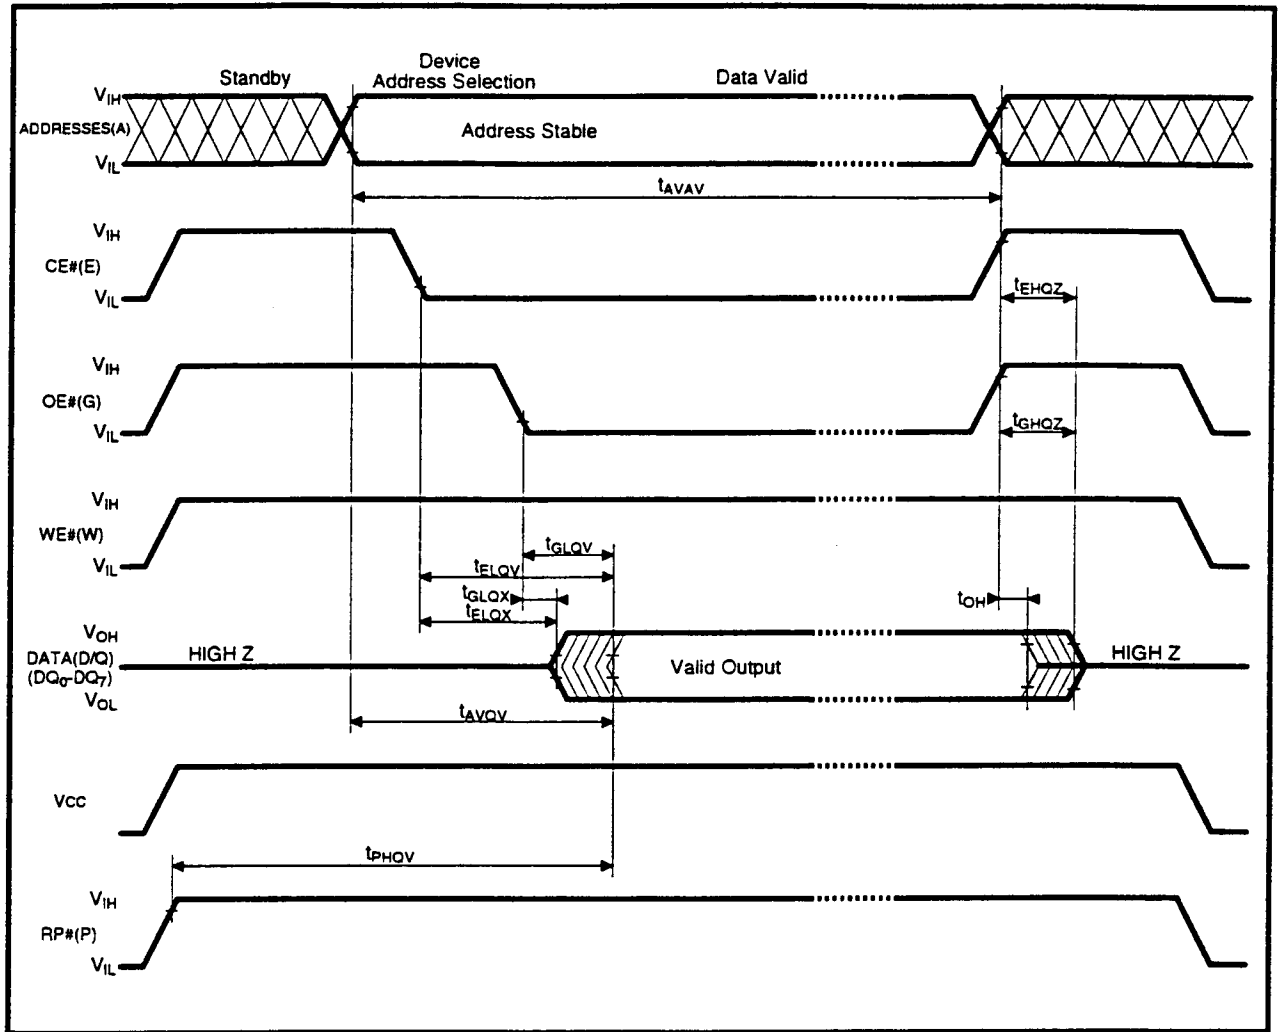 Standby
Device
Address Selection
Data Valid
VIH
ADDRESSES(A)
VIL
Address Stable
tAVAV
VIH
CE#(E)
VIL
tEHQZ
VIH
OE#(G)
VIL
tGHQZ
VIH
WE#(W)
VIL
tGLQV
tELQV
tGLQX
tELQX
tOH
VOH
DATA(D/Q)
(DQ0-DQ7)
VOL
HIGH Z
Valid Output
HIGH Z
tAVQV
VCC
tPHQV
VIH
RP#(P)
VIL